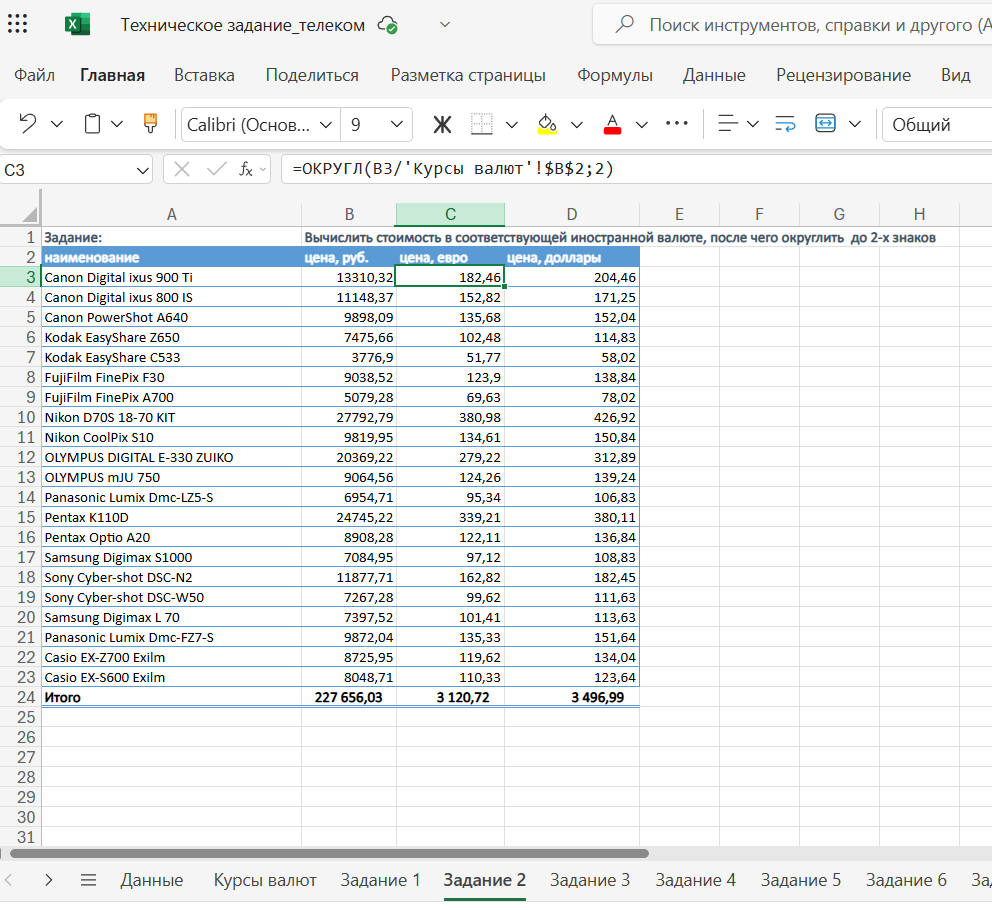 Техническое задание_телеком
Поиск инструментов, справки и другого (А
Файл Главная Вставка Поделиться Разметка страницы Формулы Данные Рецензирование Вид
Calibri (Основ... 9 Ж А Общий
C3 fx =ОКРУГЛ(B3/'Курсы валют'!$B$2;2)
A B C D E F G H
1 Задание: Вычислить стоимость в соответствующей иностранной валюте, после чего округлить до 2-х знаков
2 наименование цена, руб. цена, евро цена, доллары
3 Canon Digital ixus 900 Ti 13310,32 182,46 204,46
4 Canon Digital ixus 800 IS 11148,37 152,82 171,25
5 Canon PowerShot A640 9898,09 135,68 152,04
6 Kodak EasyShare Z650 7475,66 102,48 114,83
7 Kodak EasyShare C533 3776,9 51,77 58,02
8 FujiFilm FinePix F30 9038,52 123,9 138,84
9 FujiFilm FinePix A700 5079,28 69,63 78,02
10 Nikon D70S 18-70 KIT 27792,79 380,98 426,92
11 Nikon CoolPix S10 9819,95 134,61 150,84
12 OLYMPUS DIGITAL E-330 ZUIKO 20369,22 279,22 312,89
13 OLYMPUS mJU 750 9064,56 124,26 139,24
14 Panasonic Lumix Dmc-LZ5-S 6954,71 95,34 106,83
15 Pentax K110D 24745,22 339,21 380,11
16 Pentax Optio A20 8908,28 122,11 136,84
17 Samsung Digimax S1000 7084,95 97,12 108,83
18 Sony Cyber-shot DSC-N2 11877,71 162,82 182,45
19 Sony Cyber-shot DSC-W50 7267,28 99,62 111,63
20 Samsung Digimax L 70 7397,52 101,41 113,63
21 Panasonic Lumix Dmc-FZ7-S 9872,04 135,33 151,64
22 Casio EX-Z700 Exilm 8725,95 119,62 134,04
23 Casio EX-S600 Exilm 8048,71 110,33 123,64
24 Итого 227 656,03 3 120,72 3 496,99
25
26
27
28
29
30
31
Данные Курсы валют Задание 1 Задание 2 Задание 3 Задание 4 Задание 5 Задание 6 За